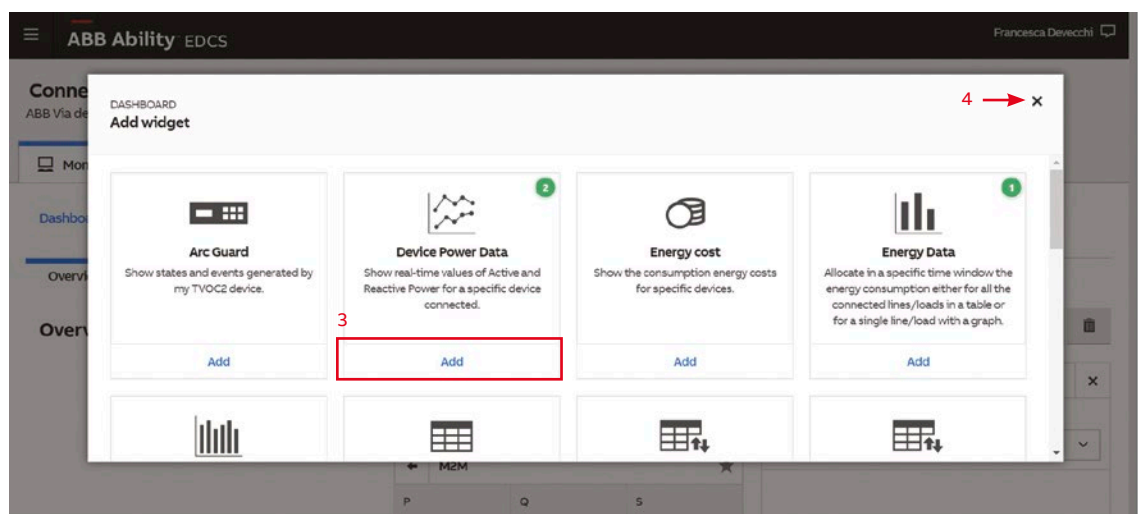 ABB Ability EDCS
Francesca Devecchi
Conne
ABB Via de
DASHBOARD
Add widget
4
Mon
Dashbo
Overvi
Overv
2
1
Arc Guard
Show states and events generated by
my TVOC2 device.
Add
Device Power Data
Show real-time values of Active and
Reactive Power for a specific device
connected.
3
Add
Energy cost
Show the consumption energy costs
for specific devices.
Add
Energy Data
Allocate in a specific time window the
energy consumption either for all the
connected lines/loads in a table or
for a single line/load with a graph.
Add
M2M
P
Q
S